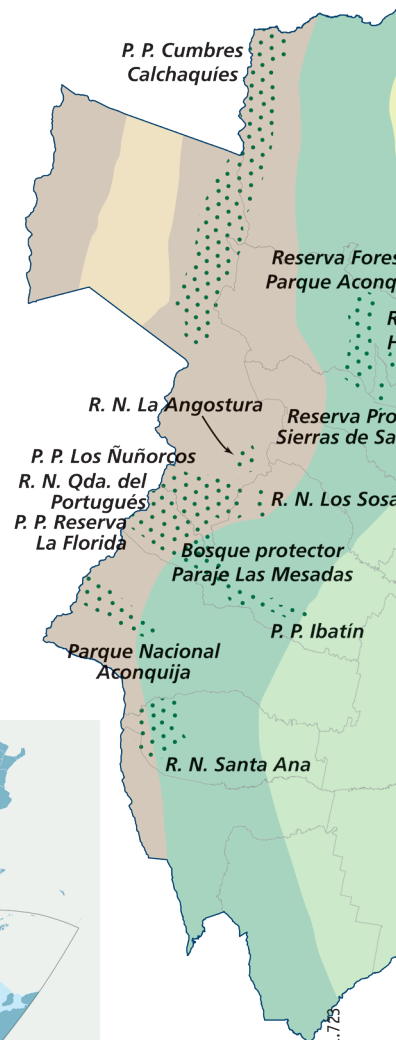 P. P. Cumbres
Calchaquíes
Reserva Fores
Parque Aconq
R
H
R. N. La Angostura
Reserva Pro
Sierras de Sa
P. P. Los Ñuñorcos
R. N. Qda. del
Portugués
R. N. Los Sosa
P. P. Reserva
La Florida
Bosque protector
Paraje Las Mesadas
P. P. Ibatín
Parque Nacional
Aconquija
R. N. Santa Ana
.723